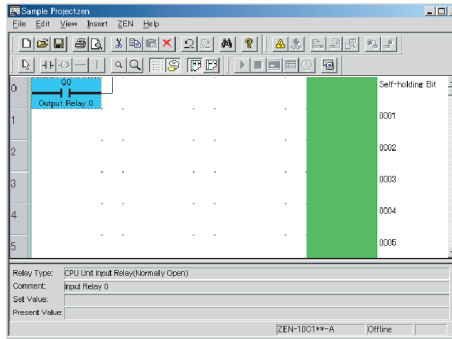 Sample Project.zen
File Edit View Insert ZEN Help
0 Q0 Self-holding Bit
Output Relay 0
1 0001
2 0002
3 0003
4 0004
5 0005
Relay Type: CPU Unit Input Relay(Normally Open)
Comment: Input Relay 0
Set Value:
Present Value:
ZEN-10C1**-A Offline